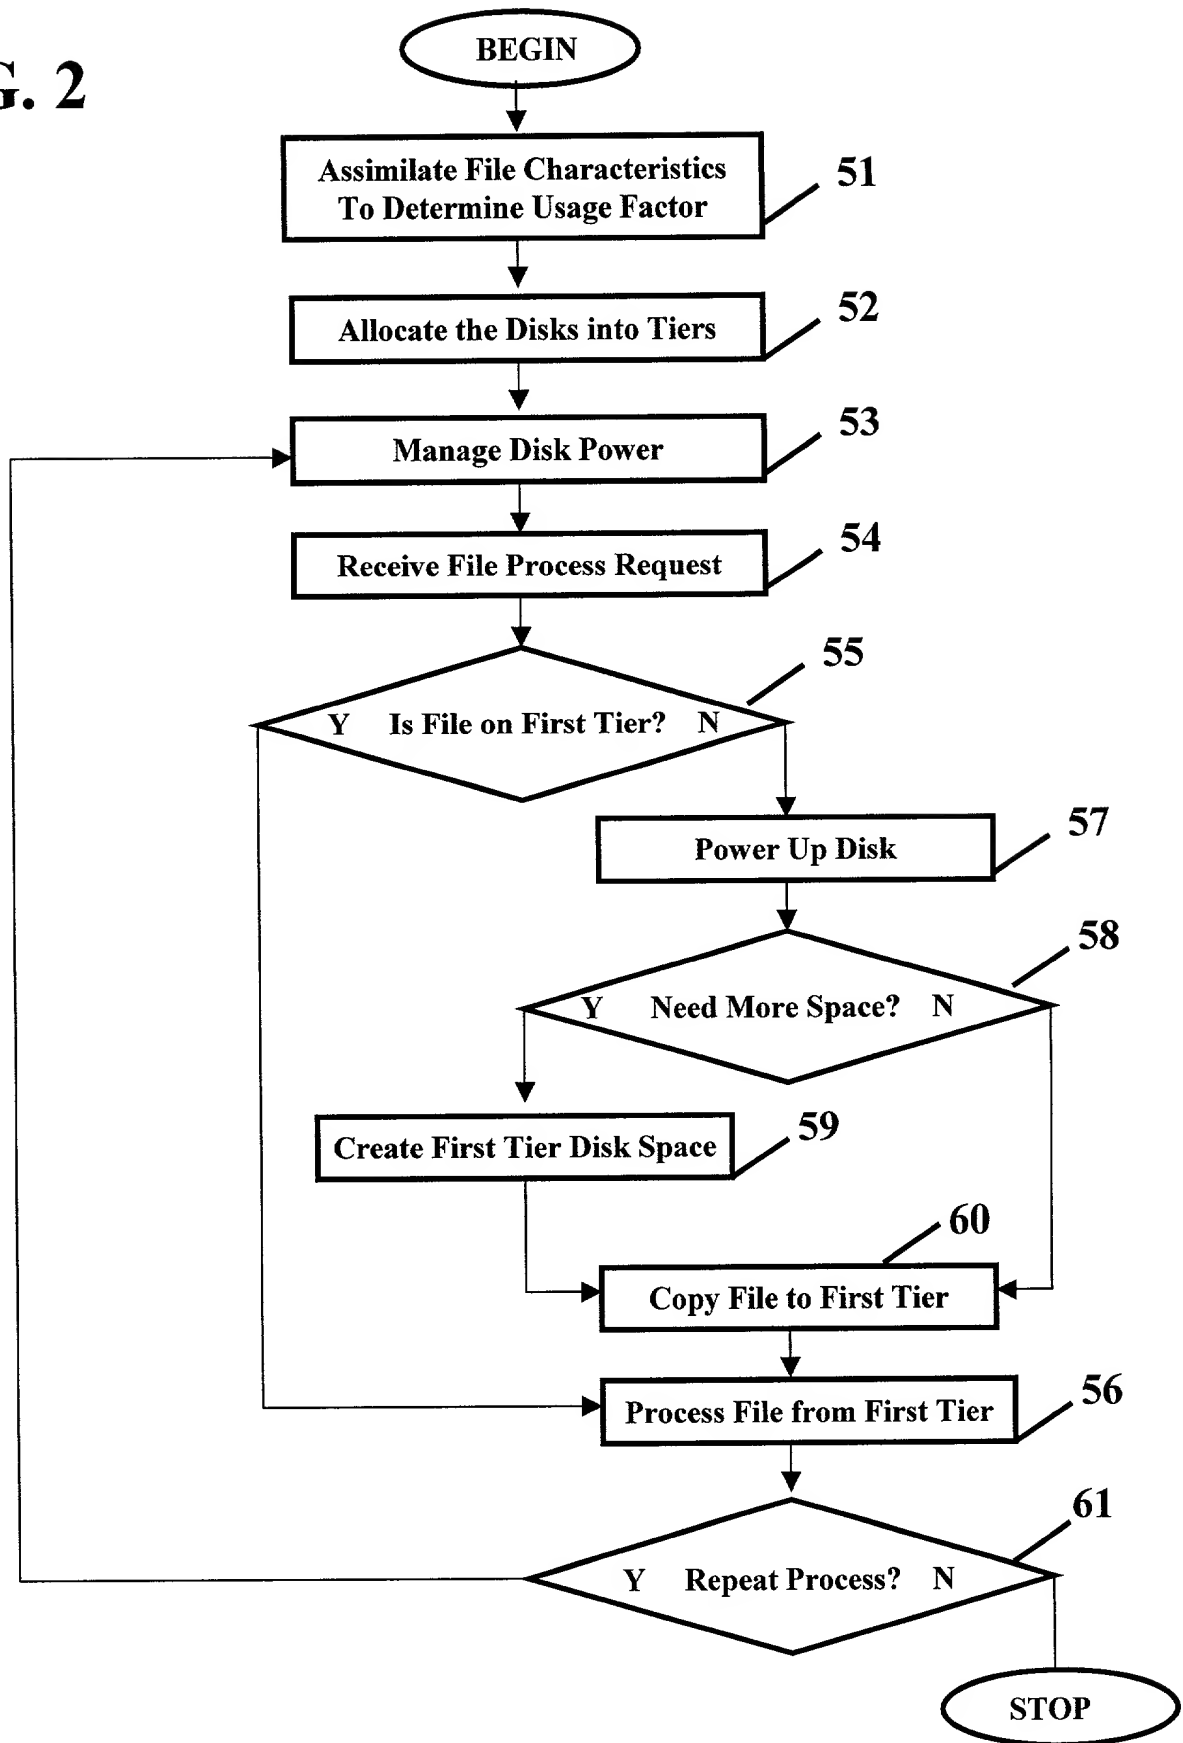 G. 2
BEGIN
Assimilate File Characteristics
To Determine Usage Factor
51
Allocate the Disks into Tiers
52
Manage Disk Power
53
Receive File Process Request
54
Y Is File on First Tier? N
55
Power Up Disk
57
Y Need More Space? N
58
Create First Tier Disk Space
59
60
Copy File to First Tier
Process File from First Tier
56
Y Repeat Process? N
61
STOP